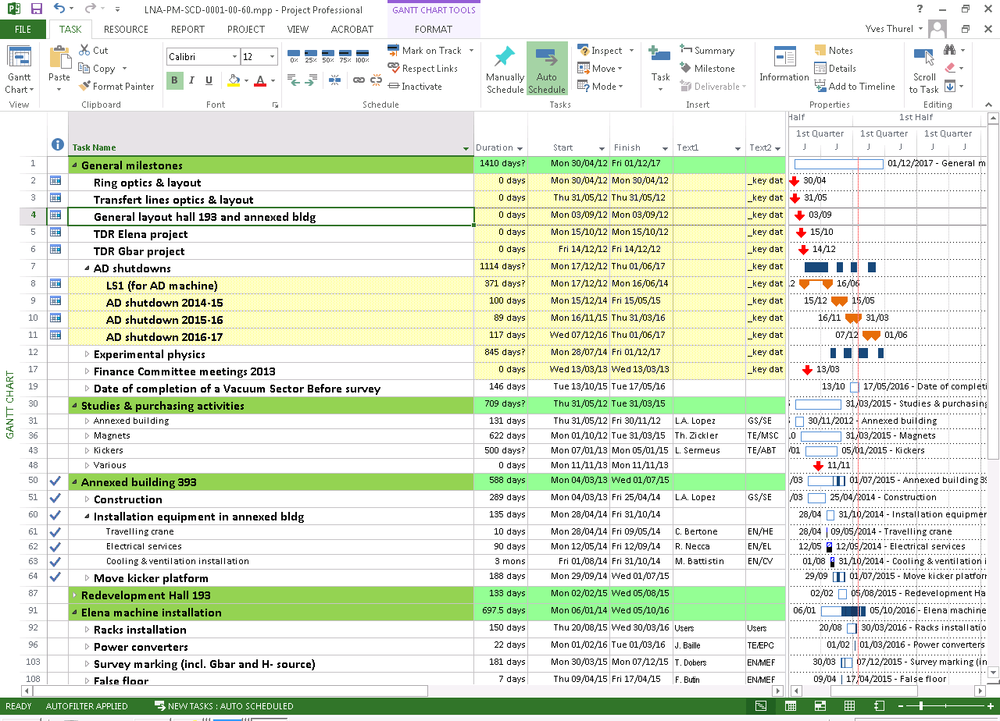 LNA-PM-SCD-0001-00-60.mpp - Project Professional
GANTT CHART TOOLS
FILE TASK RESOURCE REPORT PROJECT VIEW ACROBAT FORMAT
Yves Thurel
Gantt Chart
View
Paste
Cut
Copy
Format Painter
Clipboard
Calibri 12
B I U
Font
0% 25% 50% 75% 100%
Mark on Track
Respect Links
Inactivate
Schedule
Manually Schedule
Auto Schedule
Inspect
Move
Mode
Tasks
Task
Summary
Milestone
Deliverable
Insert
Information
Notes
Details
Add to Timeline
Properties
Scroll to Task
Editing
GANTT CHART
Task Name Duration Start Finish Text1 Text2
Half 1st Half
1st Quarter 1st Quarter 1st Quarter
J J J J J J
1 General milestones 1410 days? Mon 30/04/12 Fri 01/12/17 01/12/2017 - General m
2 Ring optics & layout 0 days Mon 30/04/12 Mon 30/04/12 _key dat 30/04
3 Transfert lines optics & layout 0 days Thu 31/05/12 Thu 31/05/12 _key dat 31/05
4 General layout hall 193 and annexed bldg 0 days Mon 03/09/12 Mon 03/09/12 _key dat 03/09
5 TDR Elena project 0 days Mon 15/10/12 Mon 15/10/12 _key dat 15/10
6 TDR Gbar project 0 days Fri 14/12/12 Fri 14/12/12 _key dat 14/12
7 AD shutdowns 1114 days? Mon 17/12/12 Thu 01/06/17 _key dat
8 LS1 (for AD machine) 371 days? Mon 17/12/12 Mon 16/06/14 _key dat 12 16/06
9 AD shutdown 2014-15 100 days Mon 15/12/14 Fri 15/05/15 _key dat 15/12 15/05
10 AD shutdown 2015-16 89 days Mon 16/11/15 Thu 31/03/16 _key dat 16/11 31/03
11 AD shutdown 2016-17 117 days Wed 07/12/16 Thu 01/06/17 _key dat 07/12 01/06
12 Experimental physics 845 days? Mon 28/07/14 Fri 01/12/17 _key dat
17 Finance Committee meetings 2013 0 days Wed 13/03/13 Wed 13/03/13 _key dat 13/03
19 Date of completion of a Vacuum Sector Before survey 146 days Tue 13/10/15 Tue 17/05/16 13/10 17/05/2016 - Date of completi
30 Studies & purchasing activities 709 days? Thu 31/05/12 Tue 31/03/15 31/03/2015 - Studies & purchasing
31 Annexed building 131 days Thu 31/05/12 Fri 30/11/12 L.A. Lopez GS/SE 30/11/2012 - Annexed building
36 Magnets 622 days Mon 01/10/12 Tue 31/03/15 Th. Zickler TE/MSC .0 31/03/2015 - Magnets
43 Kickers 500 days? Mon 07/01/13 Mon 05/01/15 L. Sermeus TE/ABT /01 05/01/2015 - Kickers
48 Various 0 days Mon 11/11/13 Mon 11/11/13 11/11
50 Annexed building 393 588 days Mon 04/03/13 Wed 01/07/15 /03 01/07/2015 - Annexed building 39
51 Construction 289 days Mon 04/03/13 Fri 25/04/14 L.A. Lopez GS/SE /03 25/04/2014 - Construction
60 Installation equipment in annexed bldg 135 days Mon 28/04/14 Fri 31/10/14 28/04 31/10/2014 - Installation equipmen
61 Travelling crane 10 days Mon 28/04/14 Fri 09/05/14 C. Bertone EN/HE 28/04 09/05/2014 - Travelling crane
62 Electrical services 90 days Mon 12/05/14 Fri 12/09/14 R. Necca EN/EL 12/05 12/09/2014 - Electrical services
63 Cooling & ventilation installation 3 mons Fri 01/08/14 Fri 31/10/14 M. Battistin EN/CV 01/08 31/10/2014 - Cooling & ventilation i
64 Move kicker platform 188 days Mon 29/09/14 Wed 01/07/15 29/09 01/07/2015 - Move kicker platforr
87 Redevelopment Hall 193 133 days Mon 02/02/15 Wed 05/08/15 02/02 05/08/2015 - Redevelopment Ha
91 Elena machine installation 697.5 days Mon 06/01/14 Wed 05/10/16 06/01 05/10/2016 - Elena machine
92 Racks installation 150 days Thu 20/08/15 Wed 30/03/16 Users Users 20/08 30/03/2016 - Racks installatio
96 Power converters 22 days Mon 01/02/16 Tue 01/03/16 J. Baille TE/EPC 01/02 01/03/2016 - Power converters
103 Survey marking (incl. Gbar and H- source) 181 days Mon 30/03/15 Mon 07/12/15 T. Dobers EN/MEF 30/03 07/12/2015 - Survey marking (in
108 False floor 7 days Thu 09/04/15 Fri 17/04/15 F. Butin EN/MEF 09/04 17/04/2015 - False floor
READY AUTOFILTER APPLIED NEW TASKS : AUTO SCHEDULED